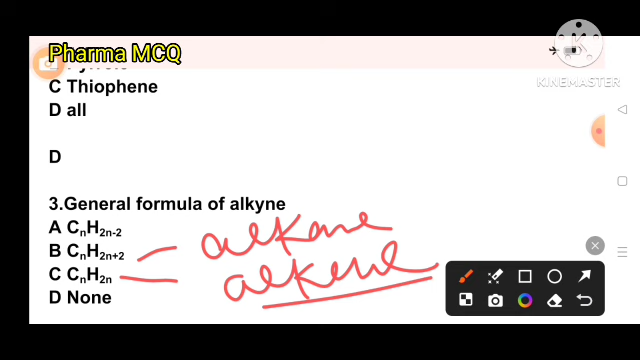 Pharma MCQ
KINEMASTER
C Thiophene
D all
D
3.General formula of alkyne
A CnH2n-2
B CnH2n+2 alkane
C CnH2n alkene
D None